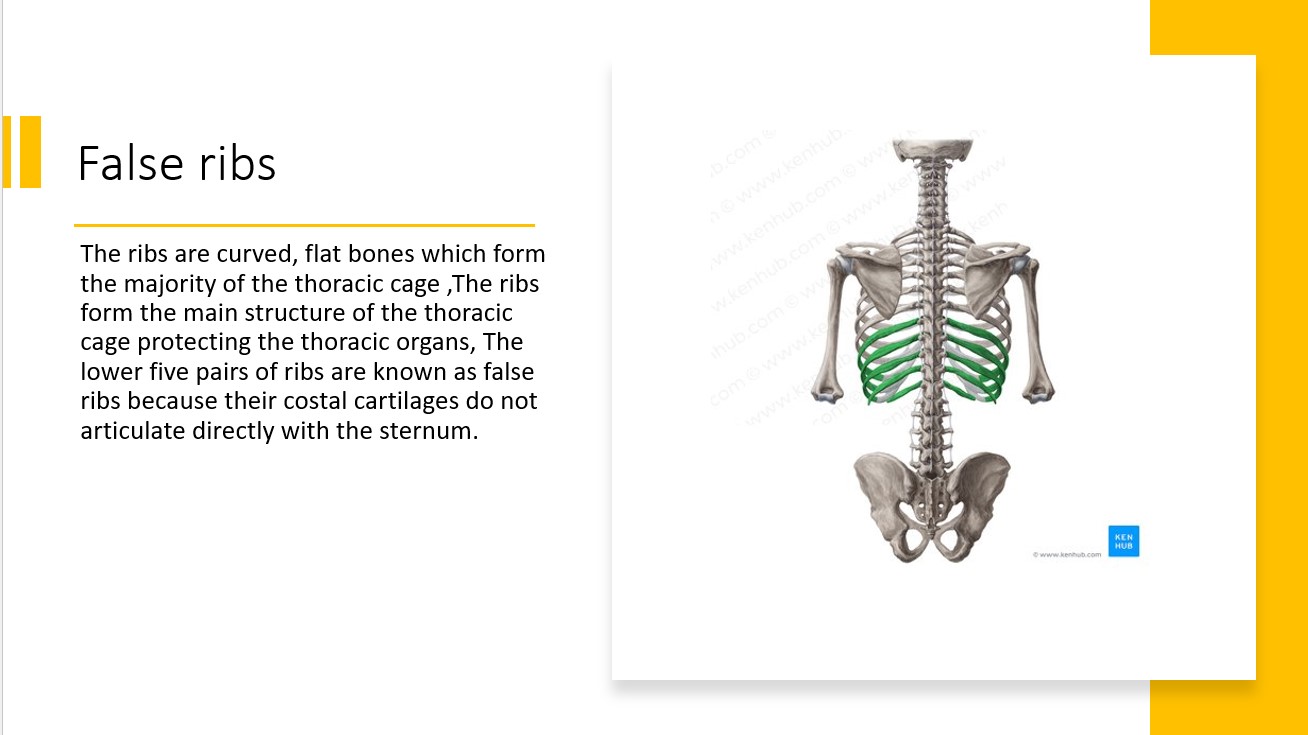 False ribs
The ribs are curved, flat bones which form
the majority of the thoracic cage ,The ribs
form the main structure of the thoracic
cage protecting the thoracic organs, The
lower five pairs of ribs are known as false
ribs because their costal cartilages do not
articulate directly with the sternum.
© www.kenhub.com
KEN
HUB